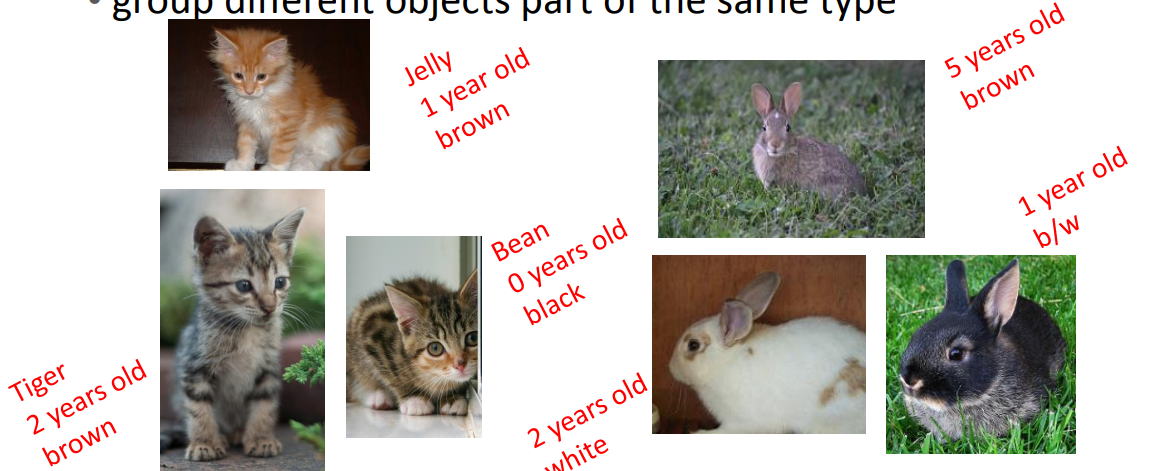 • group different objects part of the same type
Jelly
1 year old
brown
5 years old
brown
1 year old
b/w
Bean
0 years old
black
Tiger
2 years old
brown
2 years old
white